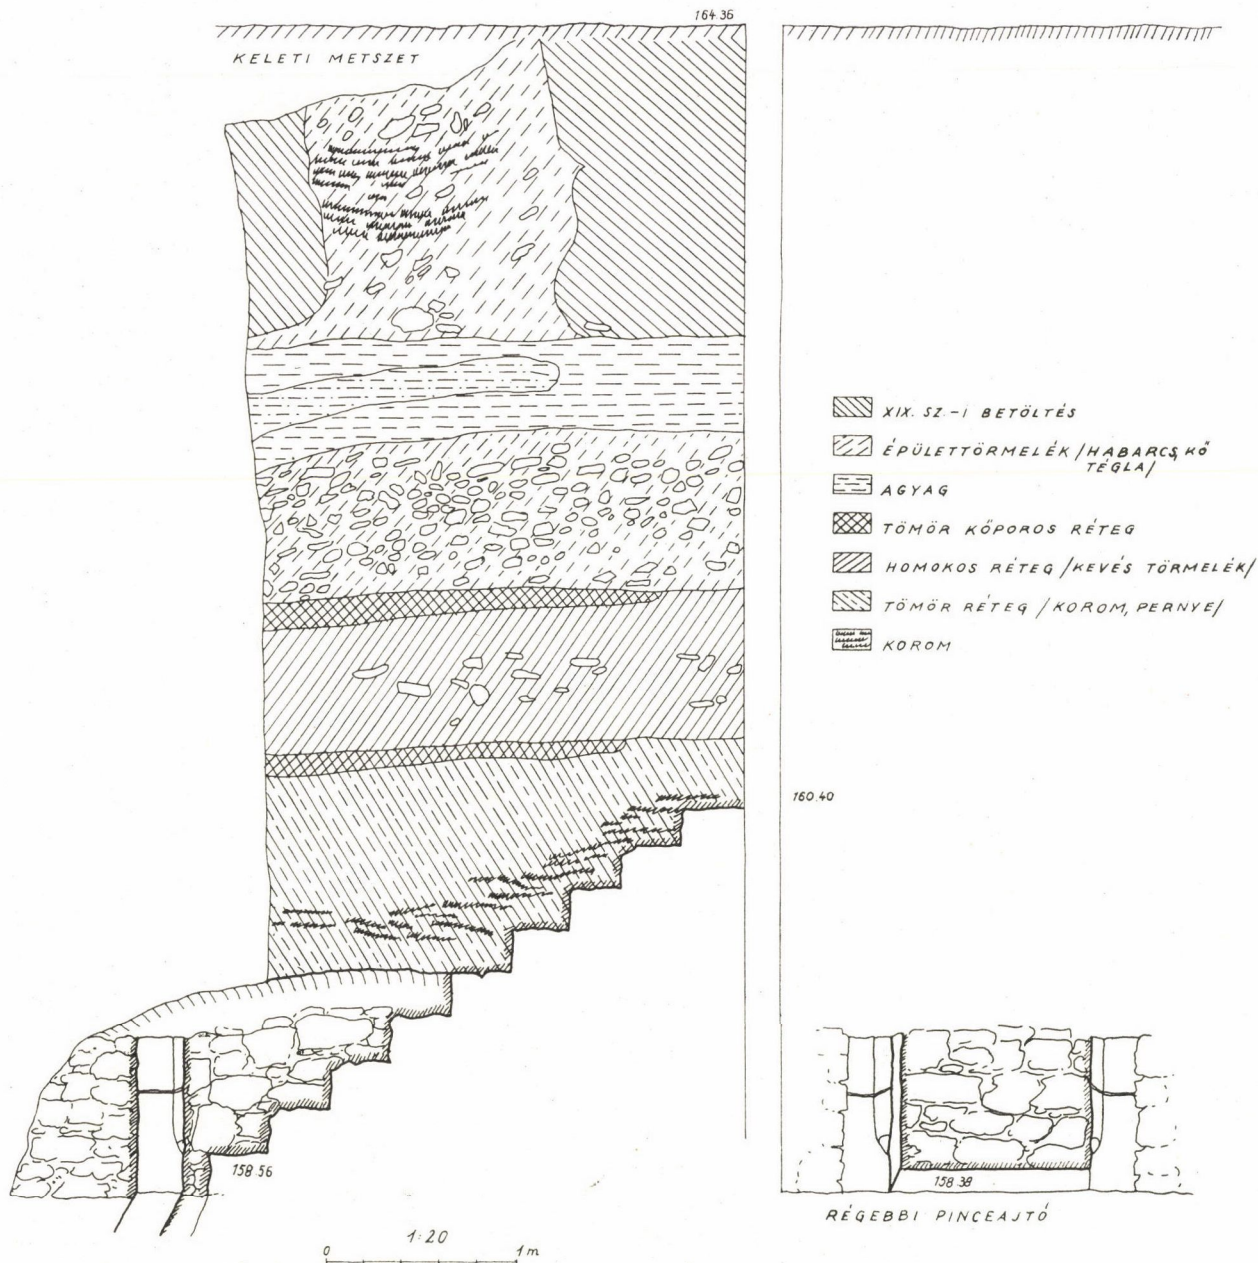 164.36
KELETI METSZET
XIX. SZ.-I BETÖLTÉS
ÉPÜLETTÖRMELÉK /HABARCS, KŐ
TÉGLA/
AGYAG
TÖMÖR KŐPOROS RÉTEG
HOMOKOS RÉTEG /KEVÉS TÖRMELÉK/
TÖMÖR RÉTEG /KOROM, PERNYE/
KOROM
160.40
158.56
158.38
RÉGEBBI PINCEAJTÓ
1:20
0 1 m